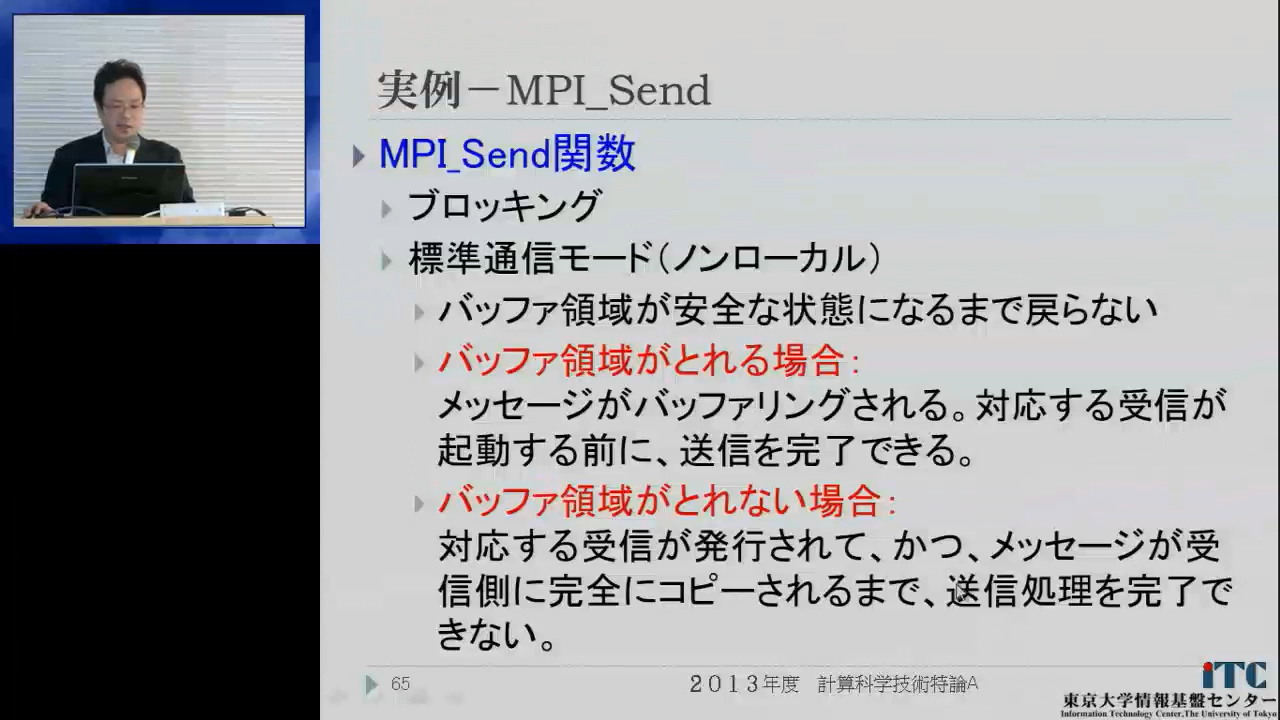 実例－MPI_Send
MPI_Send関数
ブロッキング
標準通信モード（ノンローカル）
バッファ領域が安全な状態になるまで戻らない
バッファ領域がとれる場合：
メッセージがバッファリングされる。対応する受信が
起動する前に、送信を完了できる。
バッファ領域がとれない場合：
対応する受信が発行されて、かつ、メッセージが受
信側に完全にコピーされるまで、送信処理を完了で
きない。
65
２０１３年度　計算科学技術特論A
iTC
東京大学情報基盤センター
Information Technology Center,The University of Tokyo